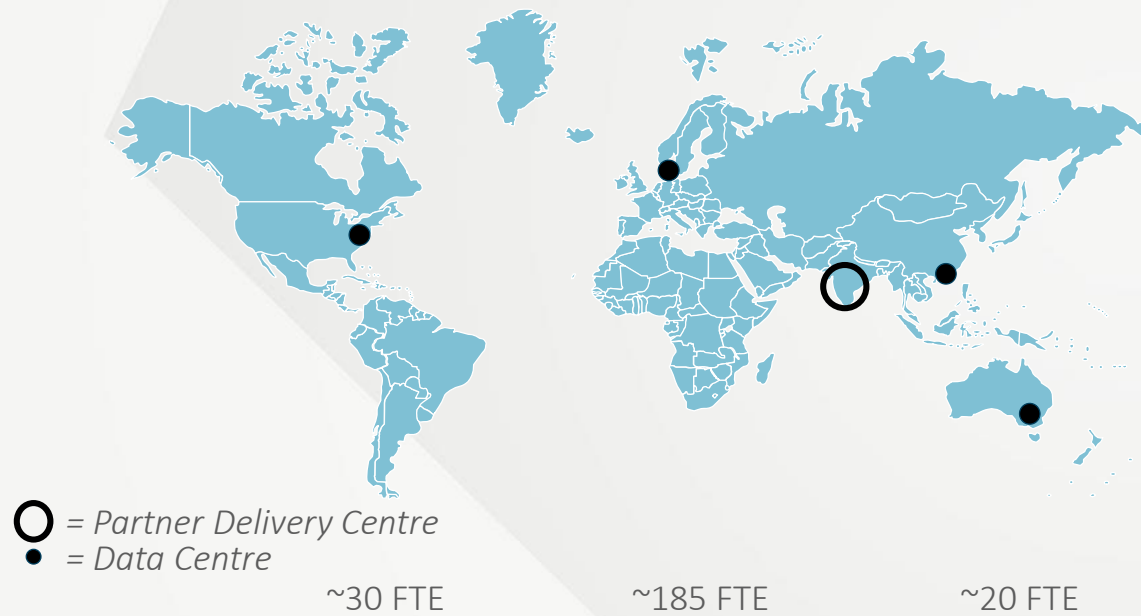 = Partner Delivery Centre
= Data Centre
~30 FTE ~185 FTE ~20 FTE